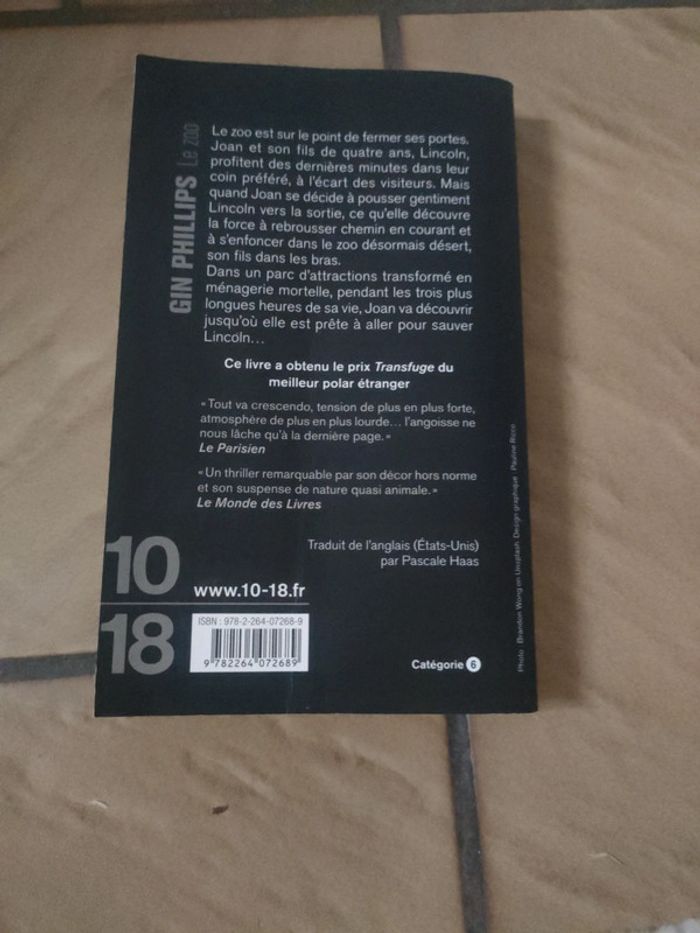 GIN PHILLIPS Le zoo
Le zoo est sur le point de fermer ses portes.
Joan et son fils de quatre ans, Lincoln,
profitent des dernières minutes dans leur
coin préféré, à l'écart des visiteurs. Mais
quand Joan se décide à pousser gentiment
Lincoln vers la sortie, ce qu'elle découvre
la force à rebrousser chemin en courant et
à s'enfoncer dans le zoo désormais désert,
son fils dans les bras.
Dans un parc d'attractions transformé en
ménagerie mortelle, pendant les trois plus
longues heures de sa vie, Joan va découvrir
jusqu'où elle est prête à aller pour sauver
Lincoln…
Ce livre a obtenu le prix Transfuge du
meilleur polar étranger
« Tout va crescendo, tension de plus en plus forte,
atmosphère de plus en plus lourde… l'angoisse ne
nous lâche qu'à la dernière page. »
Le Parisien
« Un thriller remarquable par son décor hors norme
et son suspense de nature quasi animale. »
Le Monde des Livres
Traduit de l'anglais (États-Unis)
par Pascale Haas
10
18
www.10-18.fr
ISBN : 978-2-264-07268-9
9 782264 072689
Catégorie 6
Photo : Brandon Wong on Unsplash. Design graphique : Pauline Ricco